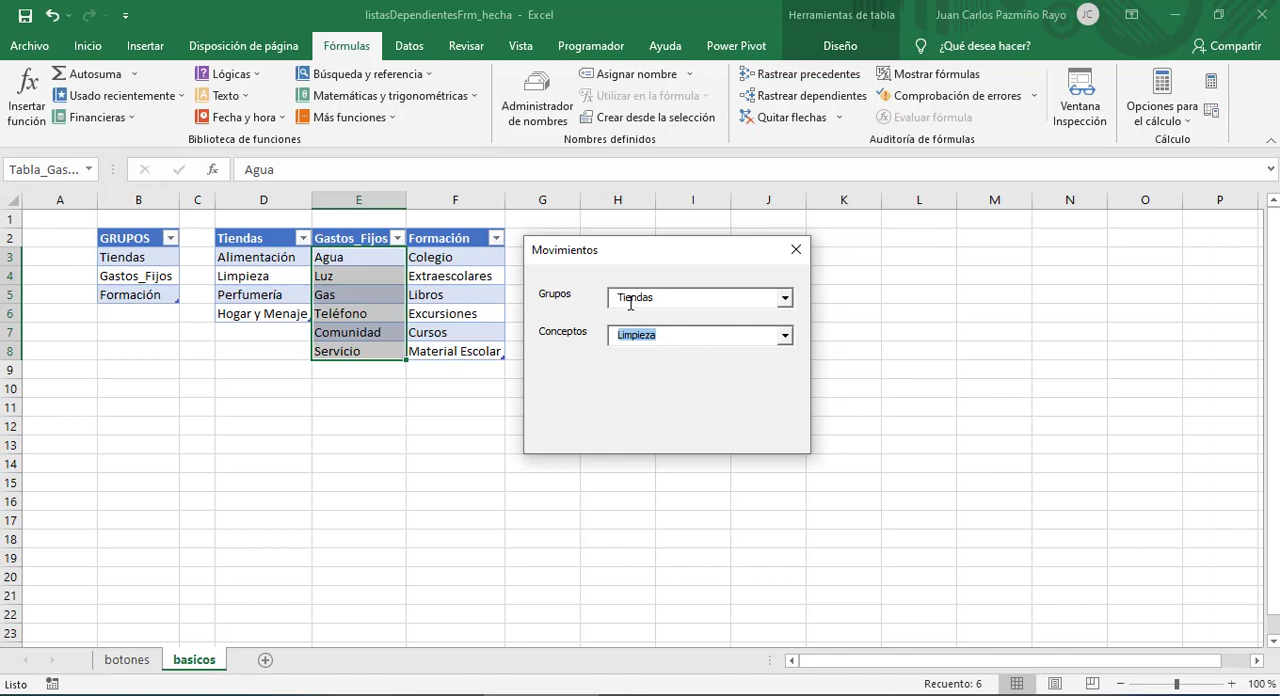 listasDependientesFrm_hecha - Excel
Herramientas de tabla
Juan Carlos Pazmiño Rayo
JC
Archivo
Inicio
Insertar
Disposición de página
Fórmulas
Datos
Revisar
Vista
Programador
Ayuda
Power Pivot
Diseño
¿Qué desea hacer?
Compartir
Insertar función
Autosuma
Usado recientemente
Financieras
Lógicas
Texto
Fecha y hora
Búsqueda y referencia
Matemáticas y trigonométricas
Más funciones
Biblioteca de funciones
Administrador de nombres
Asignar nombre
Utilizar en la fórmula
Crear desde la selección
Nombres definidos
Rastrear precedentes
Rastrear dependientes
Quitar flechas
Mostrar fórmulas
Comprobación de errores
Evaluar fórmula
Auditoría de fórmulas
Ventana Inspección
Opciones para el cálculo
Cálculo
Tabla_Gas...
fx
Agua
A B C D E F G H I J K L M N O P
1
2 GRUPOS Tiendas Gastos_Fijos Formación
3 Tiendas Alimentación Agua Colegio
4 Gastos_Fijos Limpieza Luz Extraescolares
5 Formación Perfumería Gas Libros
6 Hogar y Menaje Teléfono Excursiones
7 Comunidad Cursos
8 Servicio Material Escolar
9
10
11
12
13
14
15
16
17
18
19
20
21
22
23
Movimientos
Grupos Tiendas
Conceptos Limpieza
botones
basicos
Listo
Recuento: 6
100 %